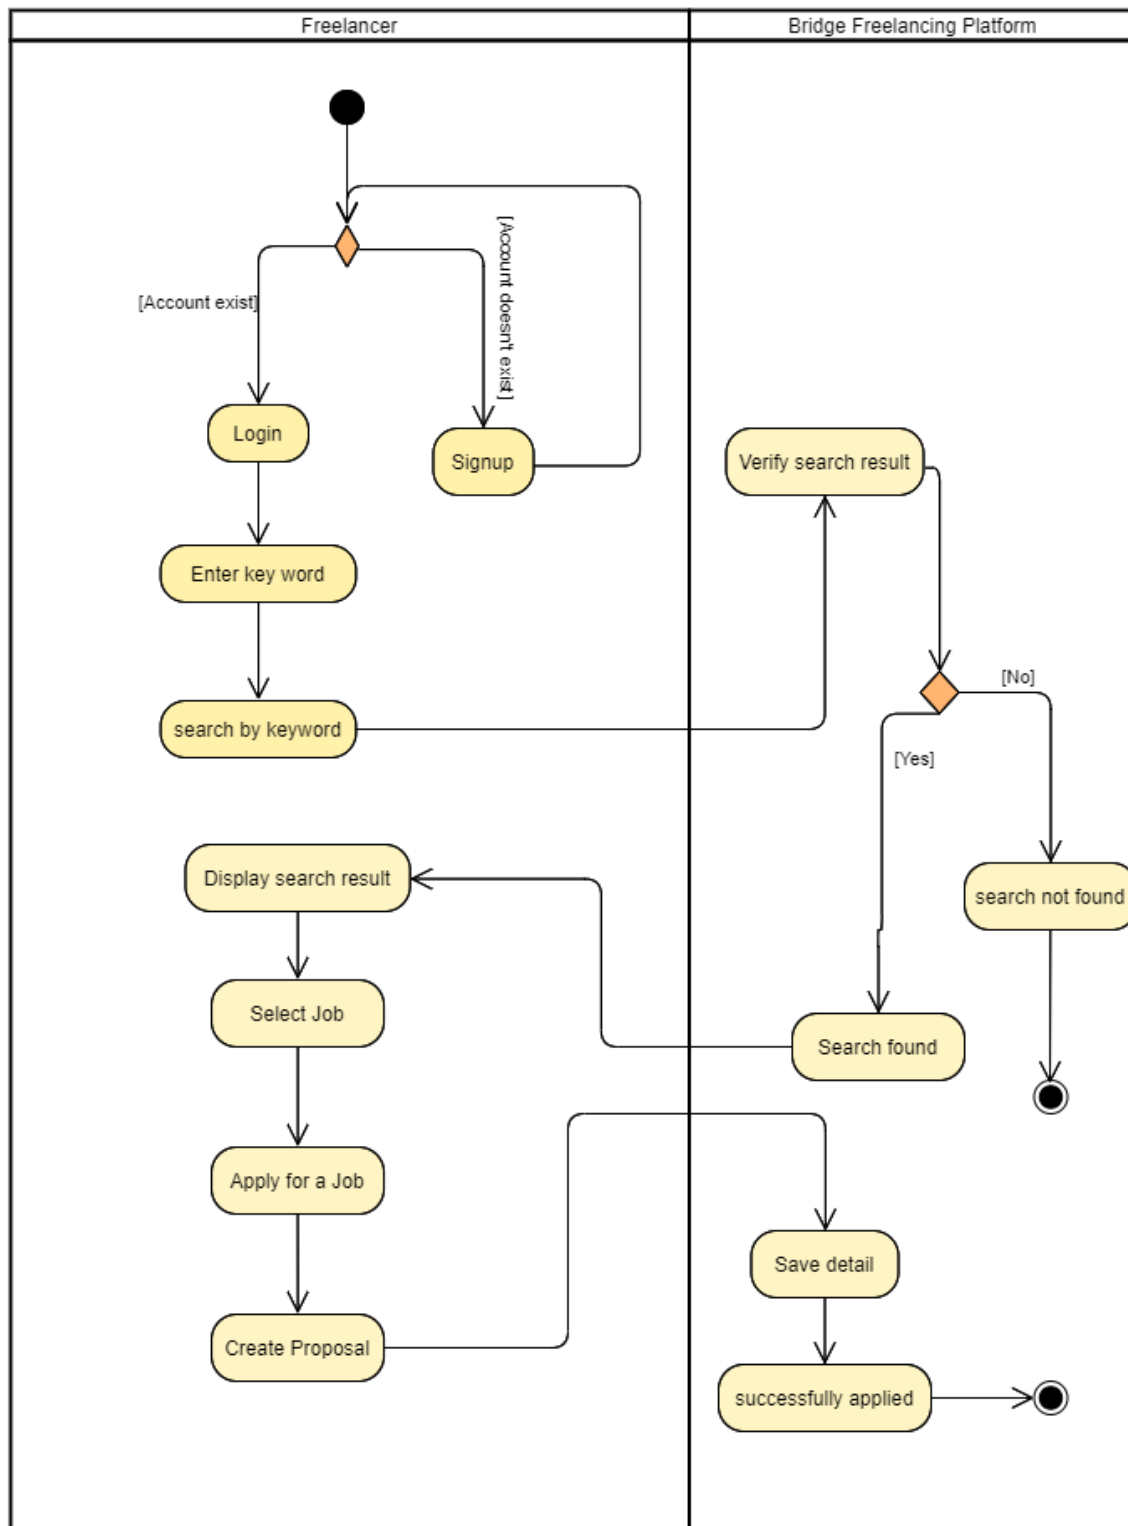 Freelancer
Bridge Freelancing Platform
[Account exist]
[Account doesn't exist]
Login
Signup
Verify search result
Enter key word
[No]
search by keyword
[Yes]
Display search result
search not found
Select Job
Search found
Apply for a Job
Save detail
Create Proposal
successfully applied